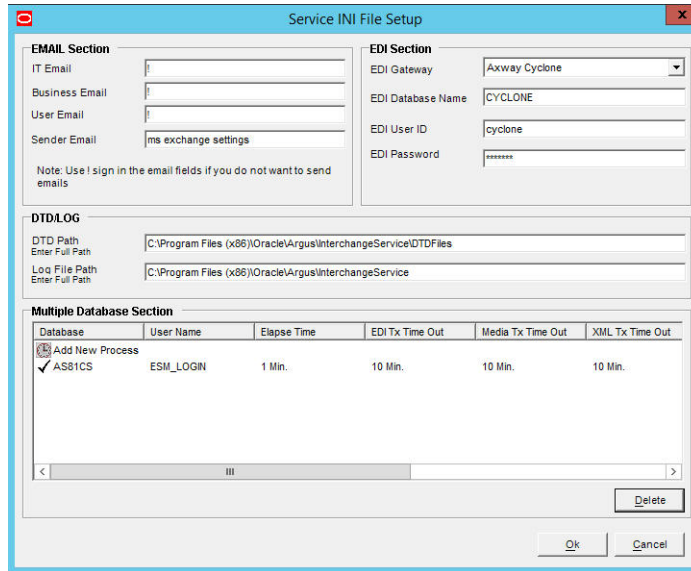 Service INI File Setup
x
EMAIL Section
IT Email !
Business Email !
User Email !
Sender Email ms exchange settings
Note: Use ! sign in the email fields if you do not want to send
emails
EDI Section
EDI Gateway Axway Cyclone
EDI Database Name CYCLONE
EDI User ID cyclone
EDI Password *******
DTD/LOG
DTD Path C:\Program Files (x86)\Oracle\Argus\InterchangeService\DTDFiles
Enter Full Path
Log File Path C:\Program Files (x86)\Oracle\Argus\InterchangeService
Enter Full Path
Multiple Database Section
Database User Name Elapse Time EDI Tx Time Out Media Tx Time Out XML Tx Time Out
Add New Process
AS81CS ESM_LOGIN 1 Min. 10 Min. 10 Min. 10 Min.
Delete
Ok Cancel